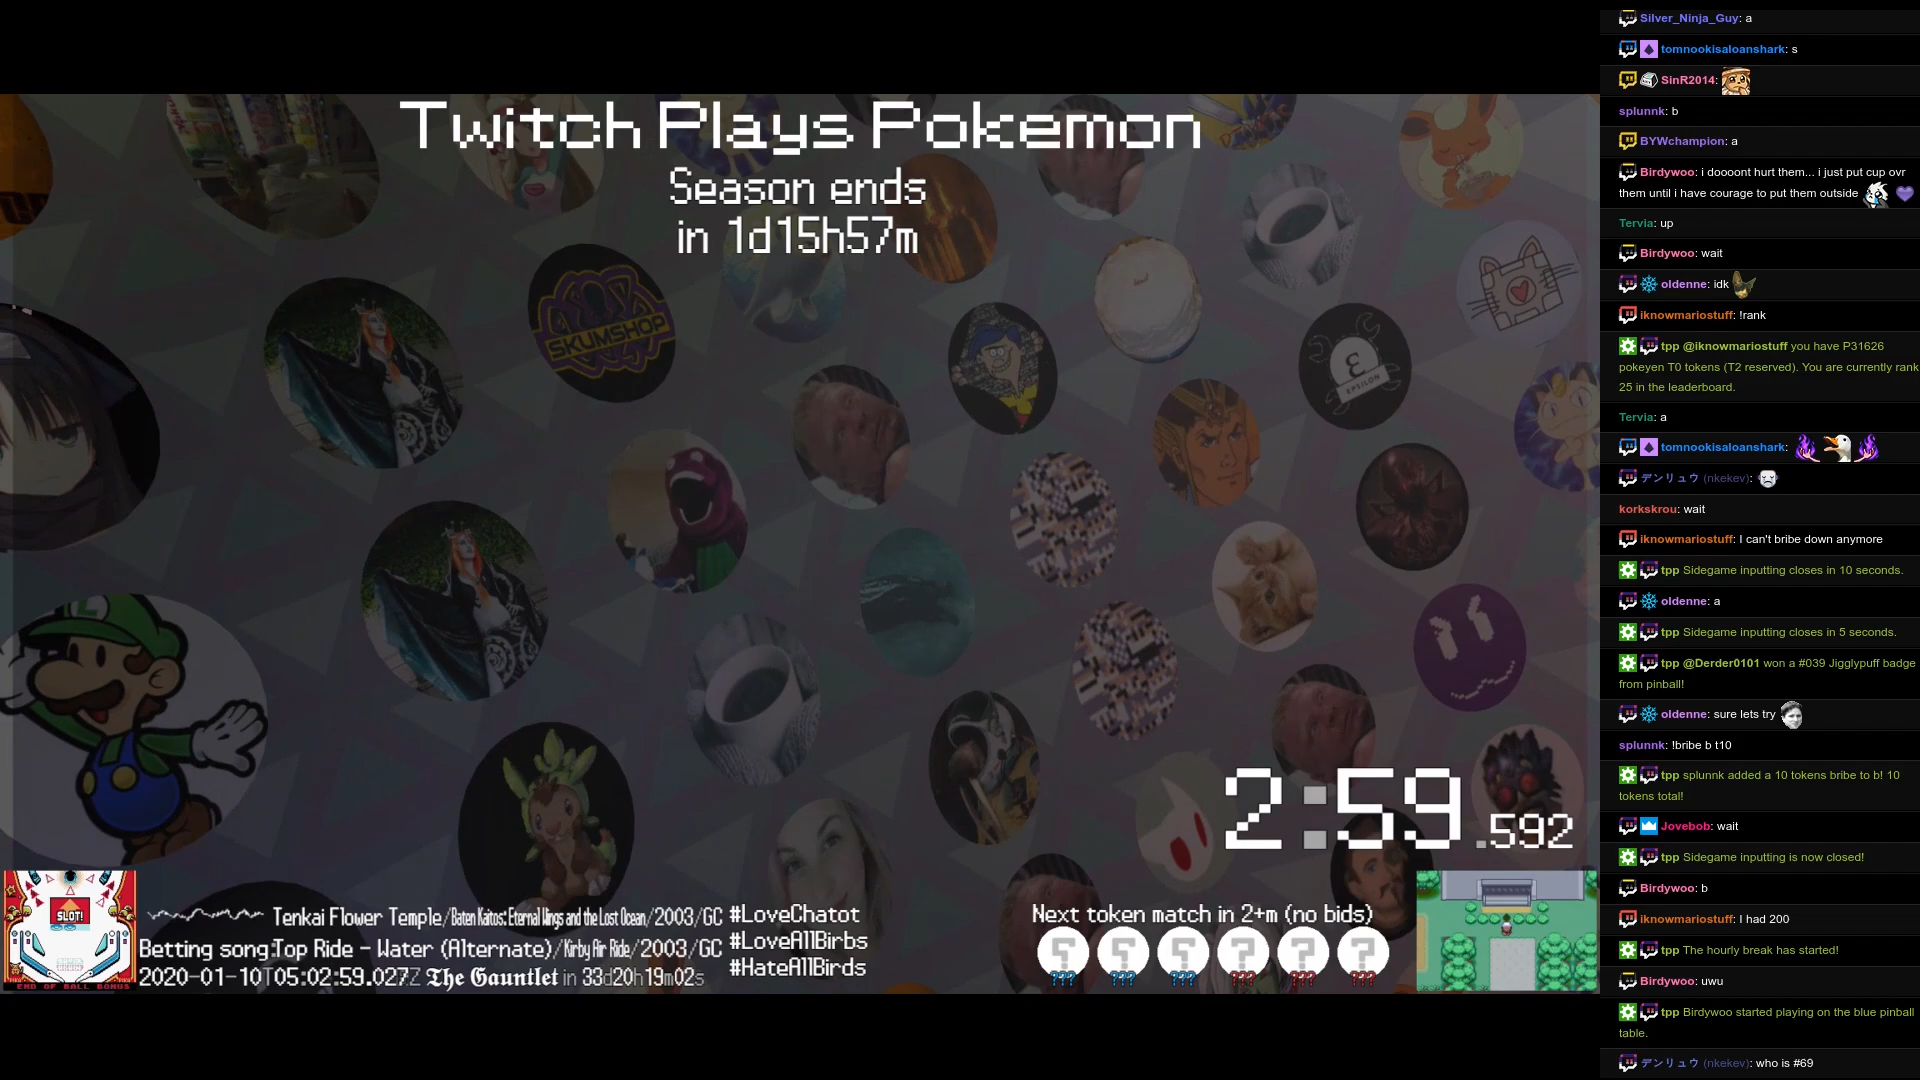 Twitch Plays Pokemon
Season ends
in 1d15h57m
SKUMSHOP
ε
EPSILON
2:59.592
SLOT!
END OF BALL BONUS
Tenkai Flower Temple/Baten Kaitos: Eternal Wings and the Lost Ocean/2003/GC
Betting song:Top Ride - Water (Alternate)/Kirby Air Ride/2003/GC
2020-01-10T05:02:59.027Z The Gauntlet in 33d20h19m02s
#LoveChatot
#LoveAllBirbs
#HateAllBirds
Next token match in 2+m (no bids)
? ? ? ? ? ?
??? ??? ??? ??? ??? ???
Silver_Ninja_Guy: a
tomnookisaloanshark: s
SinR2014:
splunnk: b
BYWchampion: a
Birdywoo: i doooont hurt them... i just put cup ovr
them until i have courage to put them outside
Tervia: up
Birdywoo: wait
oldenne: idk
iknowmariostuff: !rank
tpp @iknowmariostuff you have P31626
pokeyen T0 tokens (T2 reserved). You are currently rank
25 in the leaderboard.
Tervia: a
tomnookisaloanshark:
デンリュウ (nkekev):
korkskrou: wait
iknowmariostuff: I can't bribe down anymore
tpp Sidegame inputting closes in 10 seconds.
oldenne: a
tpp Sidegame inputting closes in 5 seconds.
tpp @Derder0101 won a #039 Jigglypuff badge
from pinball!
oldenne: sure lets try
splunnk: !bribe b t10
tpp splunnk added a 10 tokens bribe to b! 10
tokens total!
Jovebob: wait
tpp Sidegame inputting is now closed!
Birdywoo: b
iknowmariostuff: I had 200
tpp The hourly break has started!
Birdywoo: uwu
tpp Birdywoo started playing on the blue pinball
table.
デンリュウ (nkekev): who is #69